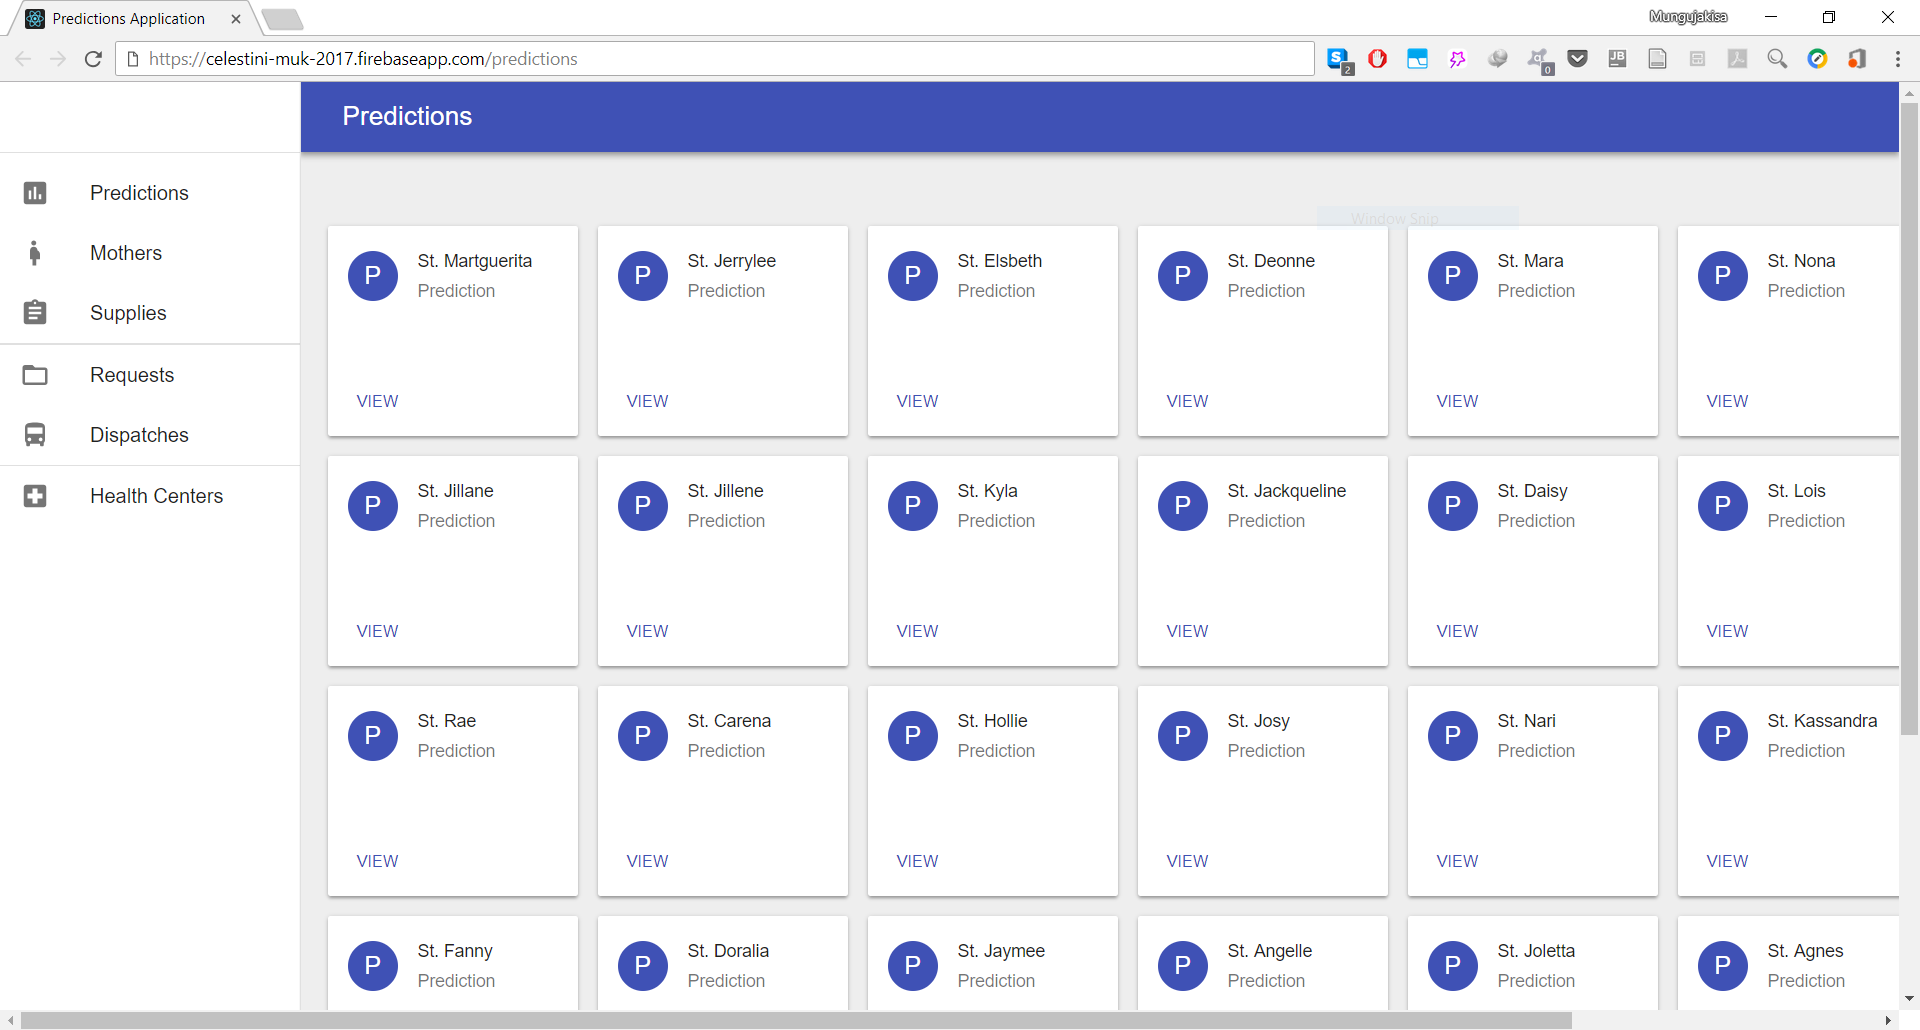 Predictions Application
Mungujakisa
https://celestini-muk-2017.firebaseapp.com/predictions
S 2
0
JB
Predictions
Predictions
Mothers
Supplies
Requests
Dispatches
Health Centers
Window Snip
P St. Martguerita
Prediction
VIEW
P St. Jerrylee
Prediction
VIEW
P St. Elsbeth
Prediction
VIEW
P St. Deonne
Prediction
VIEW
P St. Mara
Prediction
VIEW
P St. Nona
Prediction
VIEW
P St. Jillane
Prediction
VIEW
P St. Jillene
Prediction
VIEW
P St. Kyla
Prediction
VIEW
P St. Jackqueline
Prediction
VIEW
P St. Daisy
Prediction
VIEW
P St. Lois
Prediction
VIEW
P St. Rae
Prediction
VIEW
P St. Carena
Prediction
VIEW
P St. Hollie
Prediction
VIEW
P St. Josy
Prediction
VIEW
P St. Nari
Prediction
VIEW
P St. Kassandra
Prediction
VIEW
P St. Fanny
Prediction
P St. Doralia
Prediction
P St. Jaymee
Prediction
P St. Angelle
Prediction
P St. Joletta
Prediction
P St. Agnes
Prediction